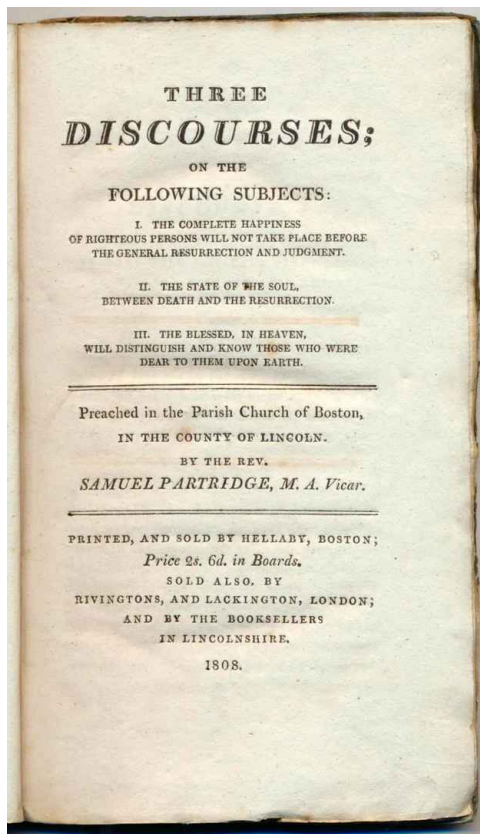 THREE
DISCOURSES;
ON THE
FOLLOWING SUBJECTS:
I. THE COMPLETE HAPPINESS
OF RIGHTEOUS PERSONS WILL NOT TAKE PLACE BEFORE
THE GENERAL RESURRECTION AND JUDGMENT.
II. THE STATE OF THE SOUL,
BETWEEN DEATH AND THE RESURRECTION.
III. THE BLESSED, IN HEAVEN,
WILL DISTINGUISH AND KNOW THOSE WHO WERE
DEAR TO THEM UPON EARTH.
Preached in the Parish Church of Boston,
IN THE COUNTY OF LINCOLN.
BY THE REV.
SAMUEL PARTRIDGE, M. A. Vicar.
PRINTED, AND SOLD BY HELLABY, BOSTON;
Price 2s. 6d. in Boards.
SOLD ALSO, BY
RIVINGTONS, AND LACKINGTON, LONDON;
AND BY THE BOOKSELLERS
IN LINCOLNSHIRE.
1808.